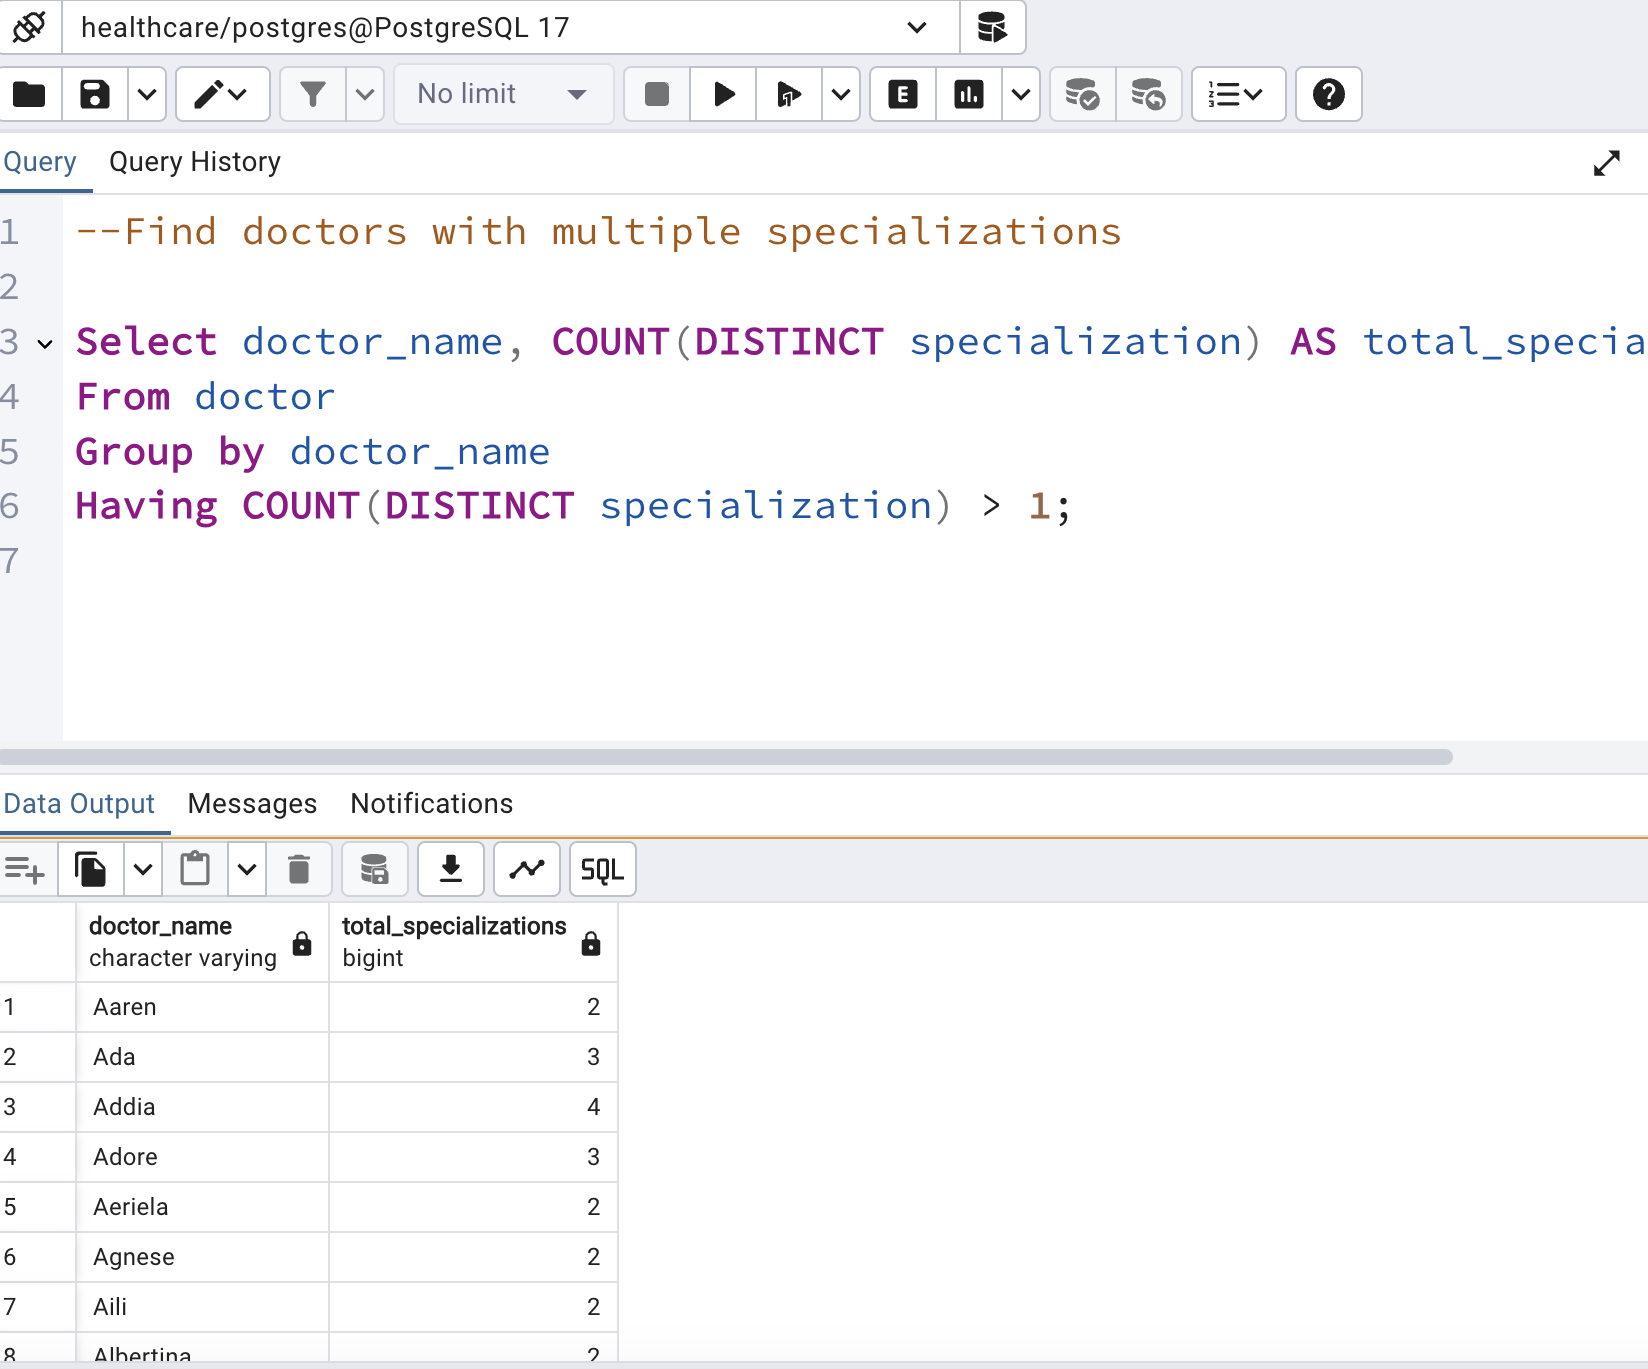 healthcare/postgres@PostgreSQL 17
No limit
E
Query Query History
1 --Find doctors with multiple specializations
2
3 Select doctor_name, COUNT(DISTINCT specialization) AS total_specia
4 From doctor
5 Group by doctor_name
6 Having COUNT(DISTINCT specialization) > 1;
7
Data Output Messages Notifications
SQL
doctor_name total_specializations
character varying bigint
1 Aaren 2
2 Ada 3
3 Addia 4
4 Adore 3
5 Aeriela 2
6 Agnese 2
7 Aili 2
8 Albertina 2